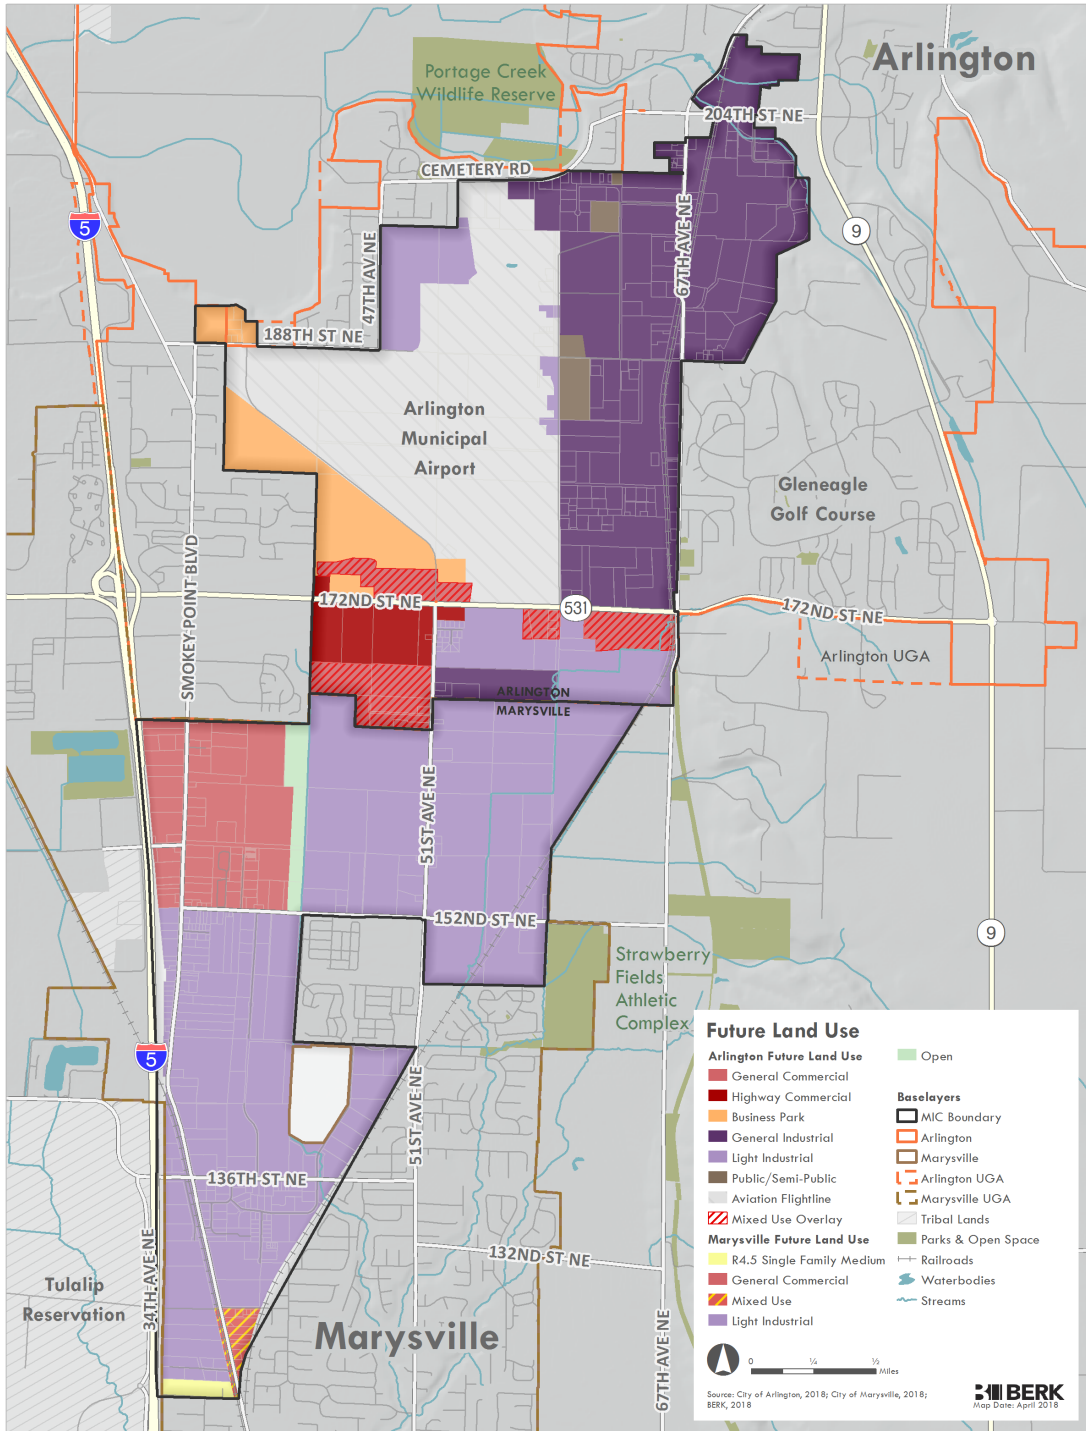 Arlington
Portage Creek
Wildlife Reserve
204TH ST NE
CEMETERY RD
5
9
47TH AV NE
67TH AVE NE
188TH ST NE
Arlington
Municipal
Airport
Gleneagle
Golf Course
SMOKEY POINT BLVD
172ND ST NE
531
172ND ST NE
Arlington UGA
ARLINGTON
MARYSVILLE
51ST AVE NE
152ND ST NE
9
Strawberry
Fields
Athletic
Complex
5
51ST AVE NE
136TH ST NE
132ND ST NE
34TH AVE NE
Tulalip
Reservation
Marysville
67TH AVE NE
Future Land Use
Arlington Future Land Use
General Commercial
Highway Commercial
Business Park
General Industrial
Light Industrial
Public/Semi-Public
Aviation Flightline
Mixed Use Overlay
Marysville Future Land Use
R4.5 Single Family Medium
General Commercial
Mixed Use
Light Industrial
Open
Baselayers
MIC Boundary
Arlington
Marysville
Arlington UGA
Marysville UGA
Tribal Lands
Parks & Open Space
Railroads
Waterbodies
Streams
0 ¼ ½
Miles
Source: City of Arlington, 2018; City of Marysville, 2018;
BERK, 2018
BERK
Map Date: April 2018